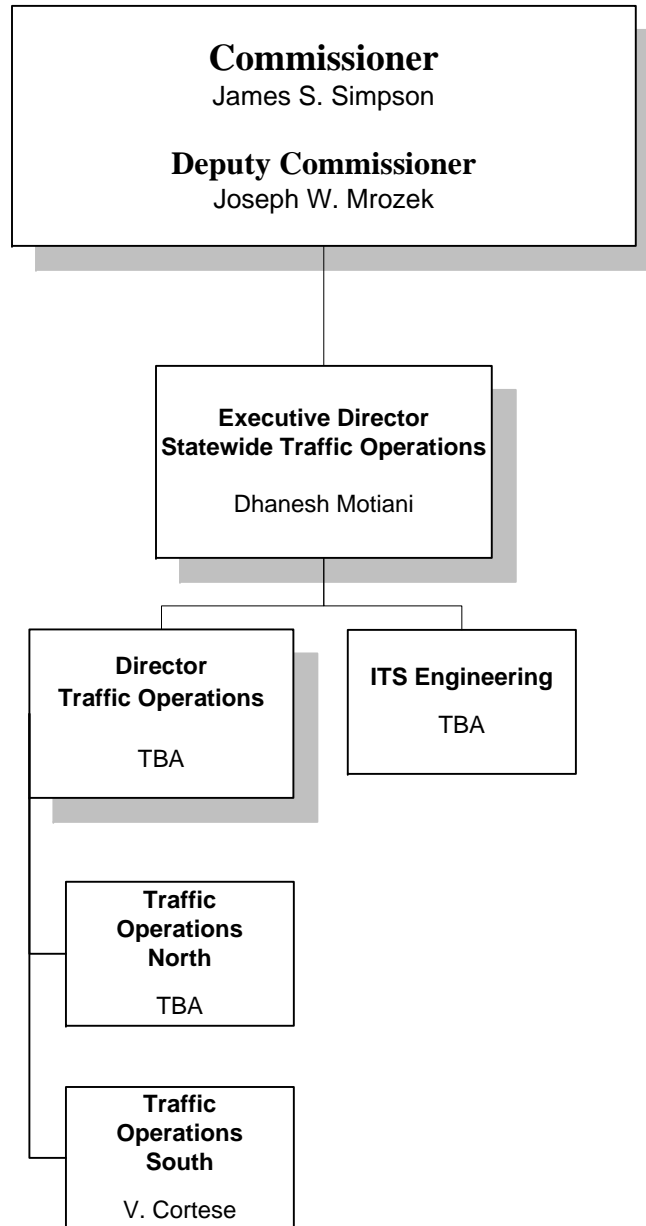 Commissioner
James S. Simpson
Deputy Commissioner
Joseph W. Mrozek
Executive Director
Statewide Traffic Operations
Dhanesh Motiani
Director
Traffic Operations
TBA
ITS Engineering
TBA
Traffic
Operations
North
TBA
Traffic
Operations
South
V. Cortese